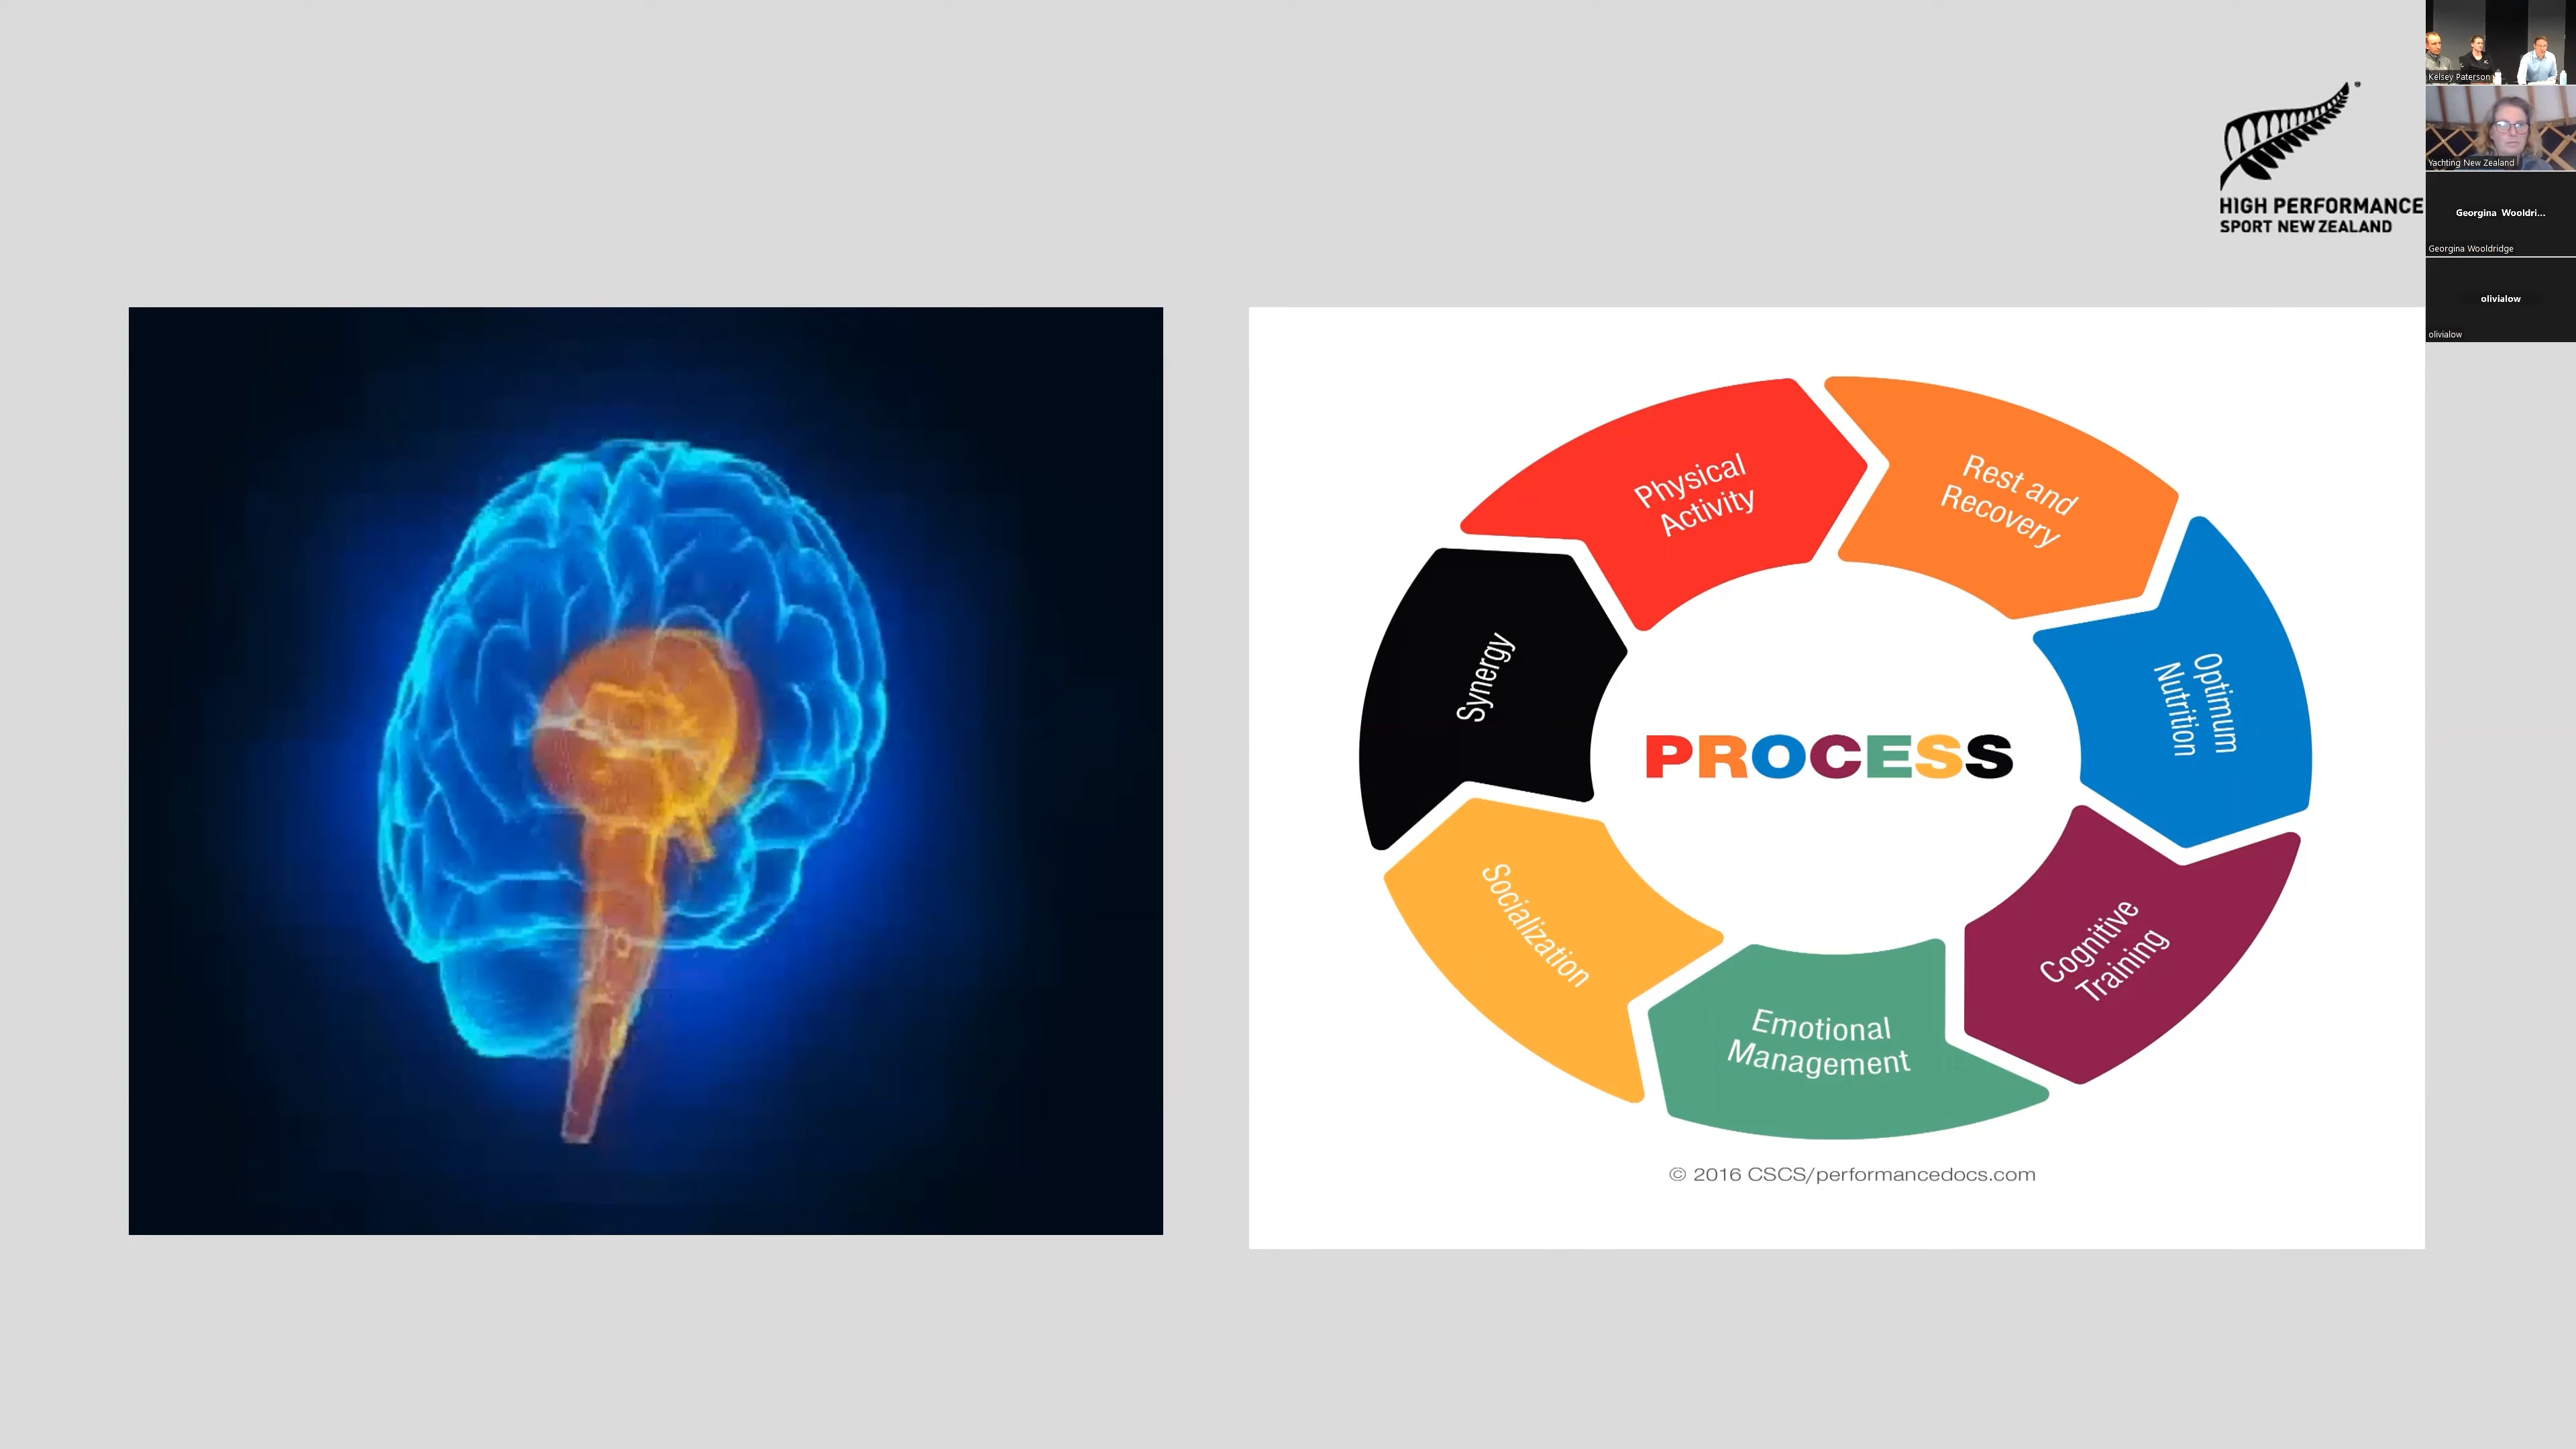 HIGH PERFORMANCE
SPORT NEW ZEALAND
Kelsey Paterson
Yachting New Zealand
Georgina Wooldri...
Georgina Wooldridge
olivialow
olivialow
Physical
Activity
Rest and
Recovery
Optimum
Nutrition
Cognitive
Training
Emotional
Management
Socialization
Synergy
PROCESS
© 2016 CSCS/performancedocs.com